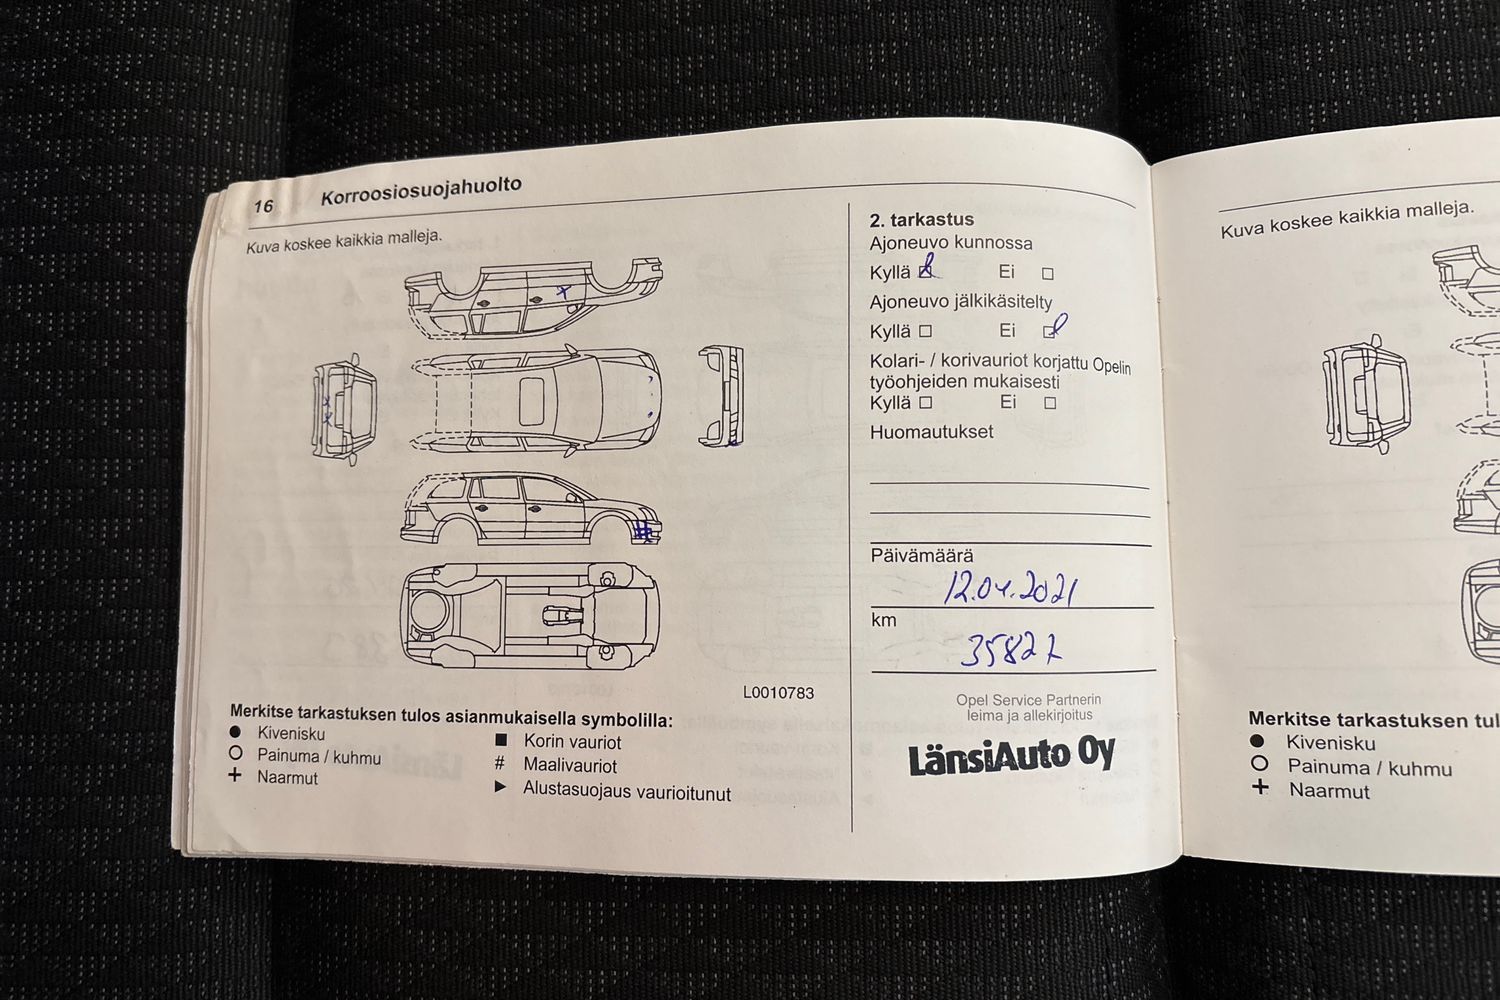 16 Korroosiosuojahuolto
Kuva koskee kaikkia malleja.
L0010783
Merkitse tarkastuksen tulos asianmukaisella symbolilla:
● Kivenisku
○ Painuma / kuhmu
+ Naarmut
■ Korin vauriot
# Maalivauriot
► Alustasuojaus vaurioitunut
2. tarkastus
Ajoneuvo kunnossa
Kyllä Ei
Ajoneuvo jälkikäsitelty
Kyllä Ei
Kolari- / korivauriot korjattu Opelin
työohjeiden mukaisesti
Kyllä Ei
Huomautukset
Päivämäärä
12.04.2021
km
35827
Opel Service Partnerin
leima ja allekirjoitus
LänsiAuto Oy
Kuva koskee kaikkia malleja.
Merkitse tarkastuksen tul
● Kivenisku
○ Painuma / kuhmu
+ Naarmut